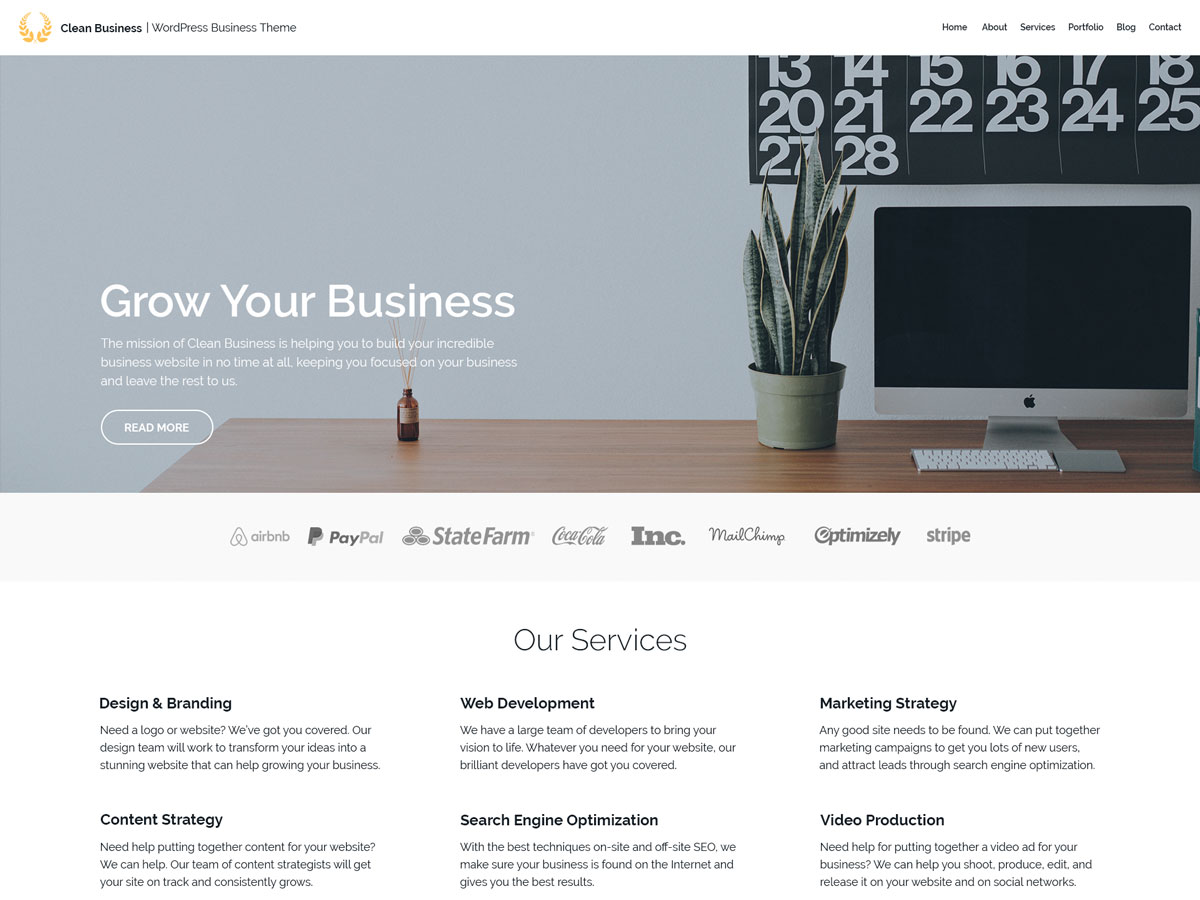 Clean Business | WordPress Business Theme
Home About Services Portfolio Blog Contact
13 14 15 16 17 18
20 21 22 23 24 25
27 28
Grow Your Business
The mission of Clean Business is helping you to build your incredible
business website in no time at all, keeping you focused on your business
and leave the rest to us.
READ MORE
airbnb PayPal StateFarm® Coca-Cola Inc. MailChimp Optimizely stripe
Our Services
Design & Branding
Need a logo or website? We've got you covered. Our
design team will work to transform your ideas into a
stunning website that can help growing your business.
Web Development
We have a large team of developers to bring your
vision to life. Whatever you need for your website, our
brilliant developers have got you covered.
Marketing Strategy
Any good site needs to be found. We can put together
marketing campaigns to get you lots of new users,
and attract leads through search engine optimization.
Content Strategy
Need help putting together content for your website?
We can help. Our team of content strategists will get
your site on track and consistently grows.
Search Engine Optimization
With the best techniques on-site and off-site SEO, we
make sure your business is found on the Internet and
gives you the best results.
Video Production
Need help for putting together a video ad for your
business? We can help you shoot, produce, edit, and
release it on your website and on social networks.